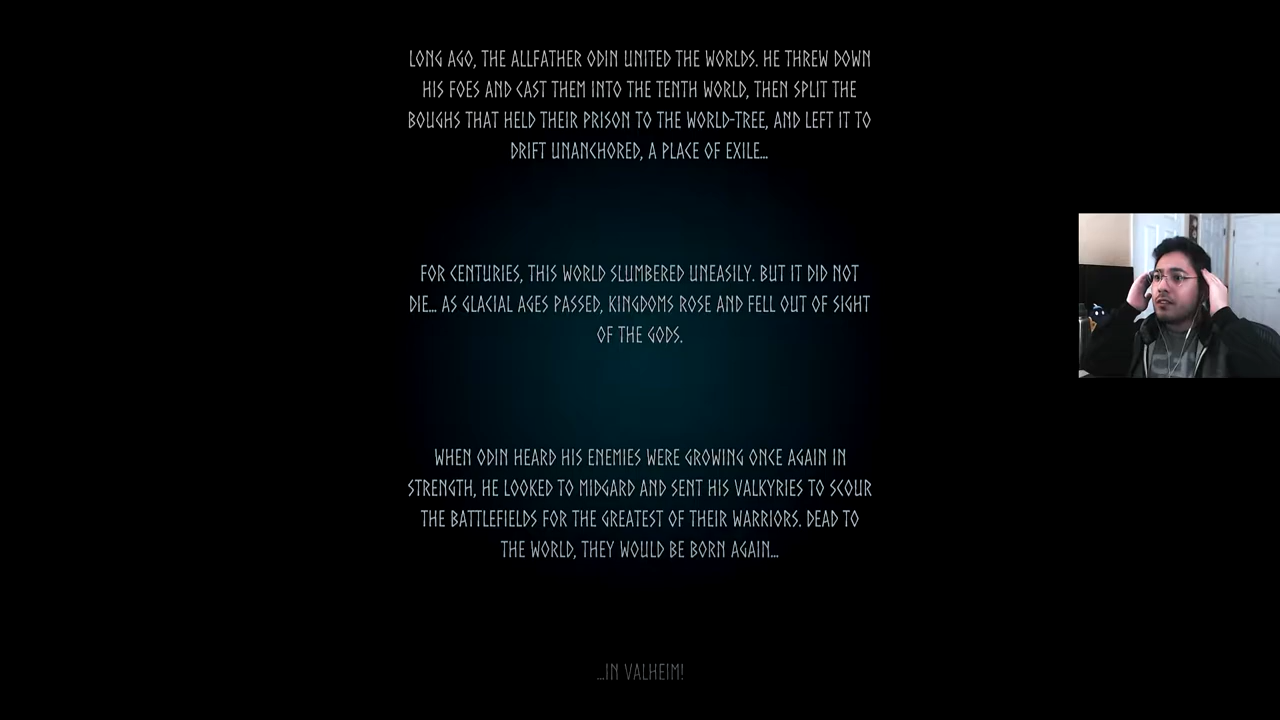 LONG AGO, THE ALLFATHER ODIN UNITED THE WORLDS. HE THREW DOWN
HIS FOES AND CAST THEM INTO THE TENTH WORLD, THEN SPLIT THE
BOUGHS THAT HELD THEIR PRISON TO THE WORLD-TREE, AND LEFT IT TO
DRIFT UNANCHORED, A PLACE OF EXILE...
FOR CENTURIES, THIS WORLD SLUMBERED UNEASILY. BUT IT DID NOT
DIE... AS GLACIAL AGES PASSED, KINGDOMS ROSE AND FELL OUT OF SIGHT
OF THE GODS.
WHEN ODIN HEARD HIS ENEMIES WERE GROWING ONCE AGAIN IN
STRENGTH, HE LOOKED TO MIDGARD AND SENT HIS VALKYRIES TO SCOUR
THE BATTLEFIELDS FOR THE GREATEST OF THEIR WARRIORS. DEAD TO
THE WORLD, THEY WOULD BE BORN AGAIN...
...IN VALHEIM!